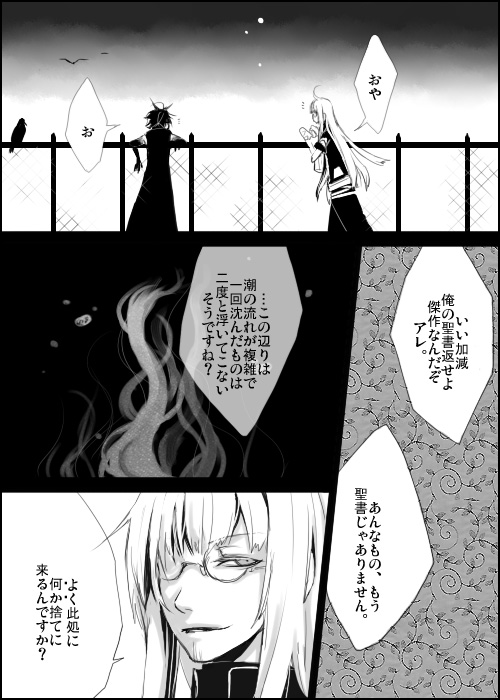 おや
お
いい加減
俺の聖書返せよ
傑作なんだぞ
アレ。
あんなもの、もう
聖書じゃありません。
…この辺りは
潮の流れが複雑で
一回沈んだものは
二度と浮いてこない
そうですね？
よく此処に
何か捨てに
来るんですか？